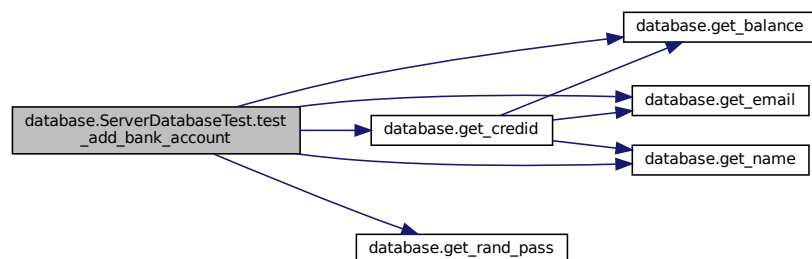 database.ServerDatabaseTest.test
_add_bank_account
database.get_balance
database.get_email
database.get_credid
database.get_name
database.get_rand_pass